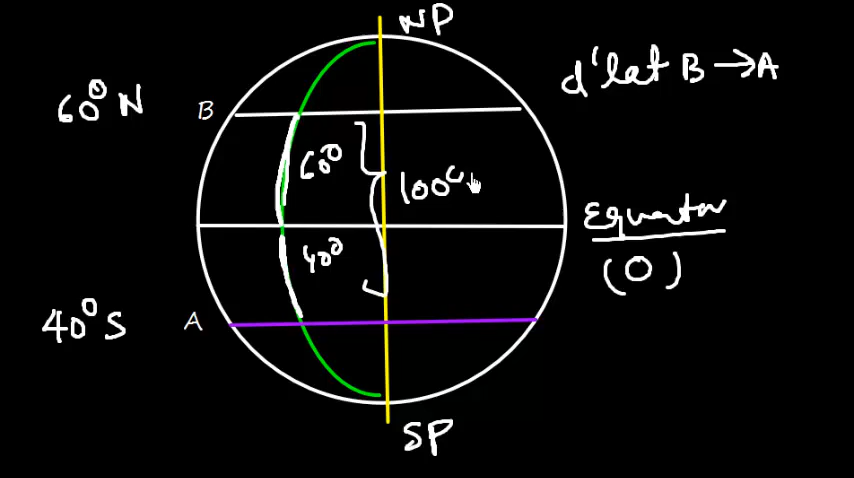 NP
d'lat B → A
60° N
B
60°
100°
Equator
(0)
40°
40° S
A
SP